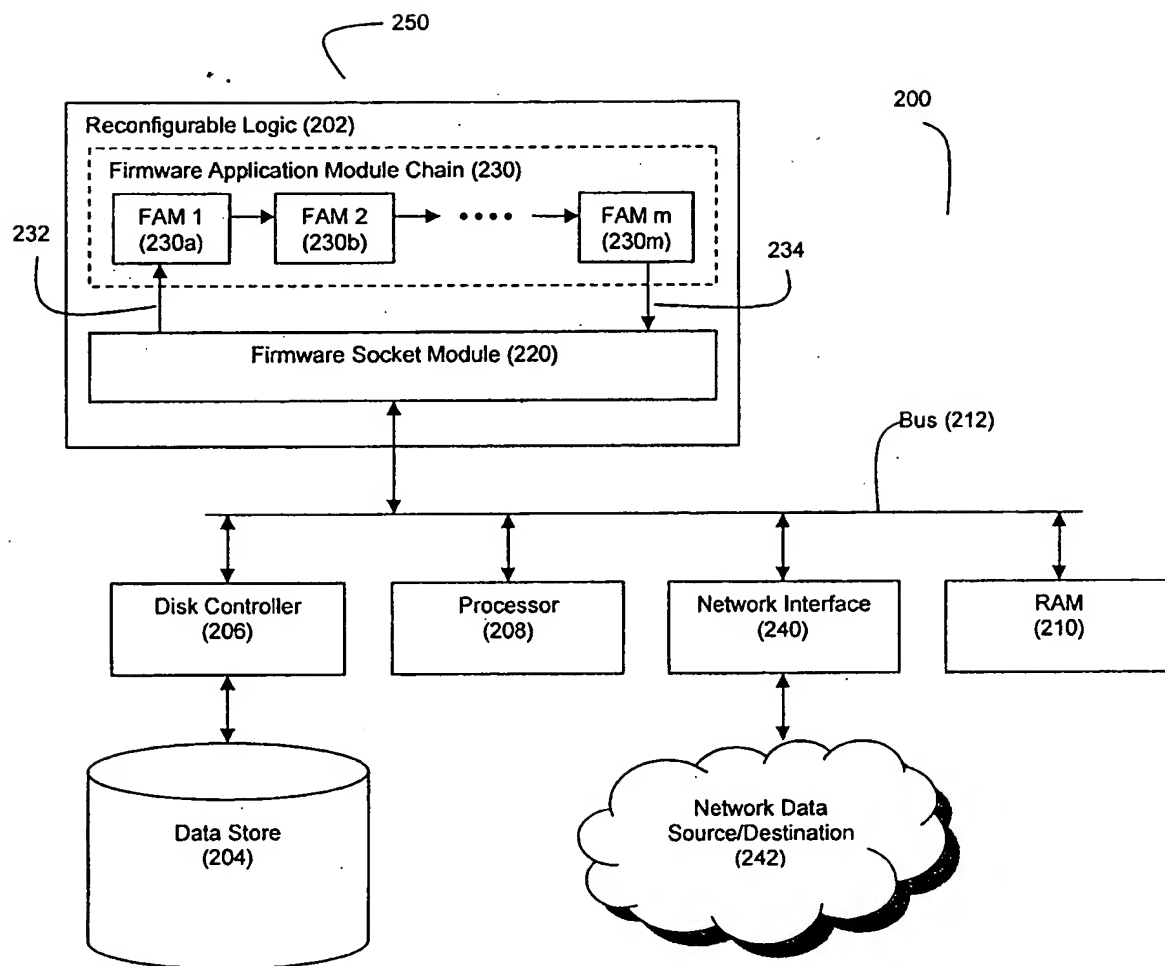 250
200
Reconfigurable Logic (202)
Firmware Application Module Chain (230)
FAM 1
(230a)
FAM 2
(230b)
FAM m
(230m)
232
234
Firmware Socket Module (220)
Bus (212)
Disk Controller
(206)
Processor
(208)
Network Interface
(240)
RAM
(210)
Data Store
(204)
Network Data
Source/Destination
(242)